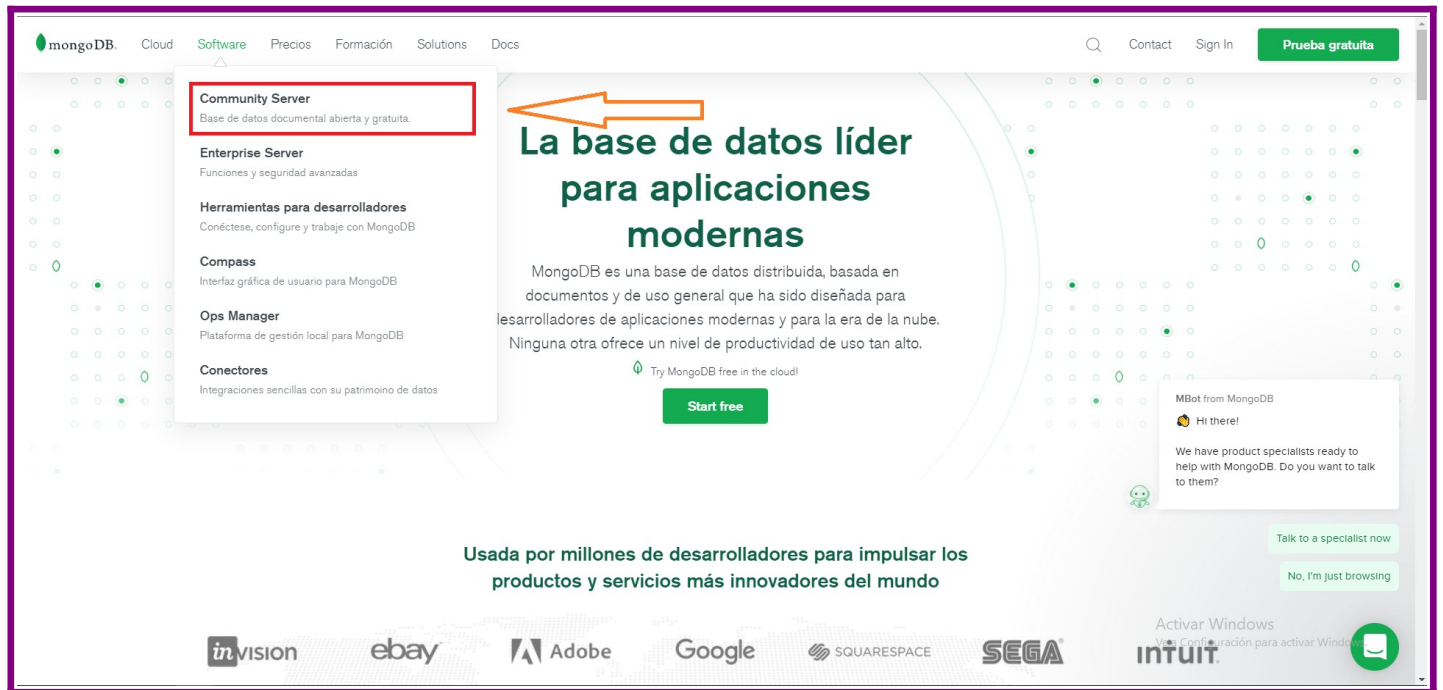 mongoDB.
Cloud
Software
Precios
Formación
Solutions
Docs
Contact
Sign In
Prueba gratuita
Community Server
Base de datos documental abierta y gratuita.
Enterprise Server
Funciones y seguridad avanzadas
Herramientas para desarrolladores
Conéctese, configure y trabaje con MongoDB
Compass
Interfaz gráfica de usuario para MongoDB
Ops Manager
Plataforma de gestión local para MongoDB
Conectores
Integraciones sencillas con su patrimoino de datos
La base de datos líder
para aplicaciones
modernas
MongoDB es una base de datos distribuida, basada en
documentos y de uso general que ha sido diseñada para
lesarrolladores de aplicaciones modernas y para la era de la nube.
Ninguna otra ofrece un nivel de productividad de uso tan alto.
Try MongoDB free in the cloud!
Start free
MBot from MongoDB
Hi there!
We have product specialists ready to
help with MongoDB. Do you want to talk
to them?
Talk to a specialist now
No, I'm just browsing
Usada por millones de desarrolladores para impulsar los
productos y servicios más innovadores del mundo
invision
ebay
Adobe
Google
SQUARESPACE
SEGA
INTUIT
Activar Windows
Ve a Configuración para activar Windows.